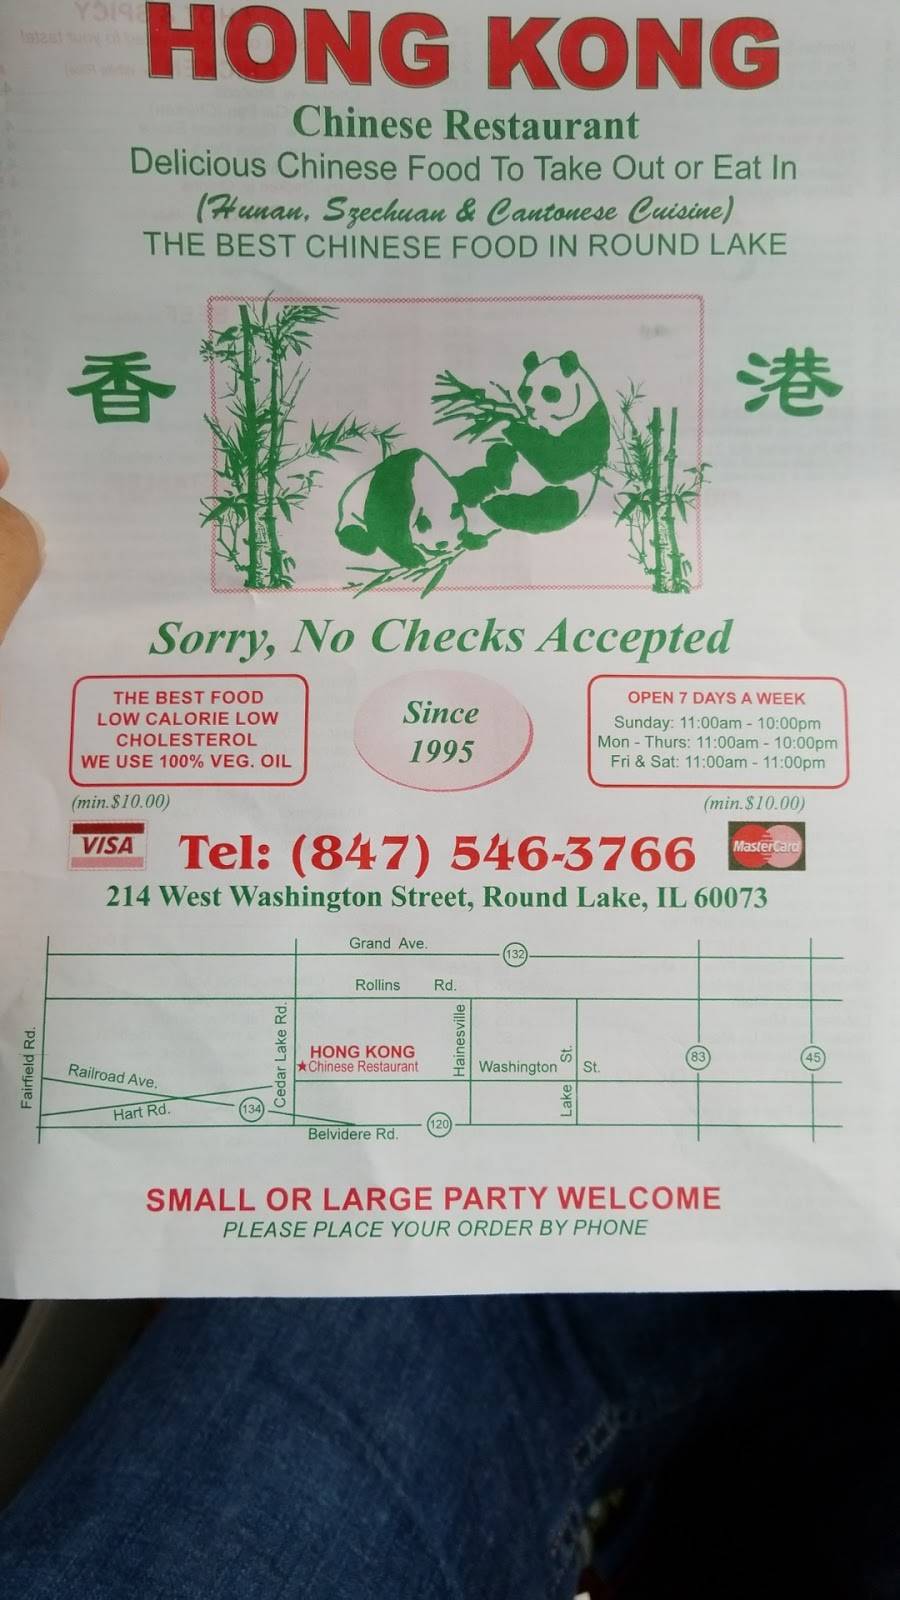 HONG KONG
Chinese Restaurant
Delicious Chinese Food To Take Out or Eat In
(Hunan, Szechuan & Cantonese Cuisine)
THE BEST CHINESE FOOD IN ROUND LAKE
香 港
Sorry, No Checks Accepted
THE BEST FOOD
LOW CALORIE LOW
CHOLESTEROL
WE USE 100% VEG. OIL
Since
1995
OPEN 7 DAYS A WEEK
Sunday: 11:00am - 10:00pm
Mon - Thurs: 11:00am - 10:00pm
Fri & Sat: 11:00am - 11:00pm
(min.$10.00)
(min.$10.00)
VISA
Tel: (847) 546-3766
MasterCard
214 West Washington Street, Round Lake, IL 60073
Grand Ave.
132
Rollins Rd.
Fairfield Rd.
Cedar Lake Rd.
Hainesville
HONG KONG
★Chinese Restaurant
Washington St.
Lake St.
83
45
Railroad Ave.
Hart Rd.
134
Belvidere Rd.
120
SMALL OR LARGE PARTY WELCOME
PLEASE PLACE YOUR ORDER BY PHONE